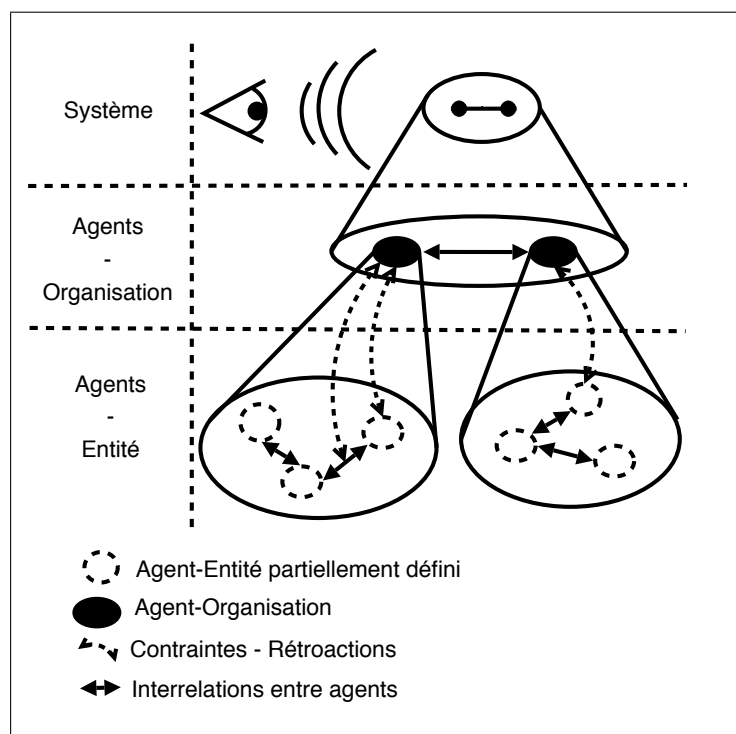 Système
Agents
-
Organisation
Agents
-
Entité
Agent-Entité partiellement défini
Agent-Organisation
Contraintes - Rétroactions
Interrelations entre agents